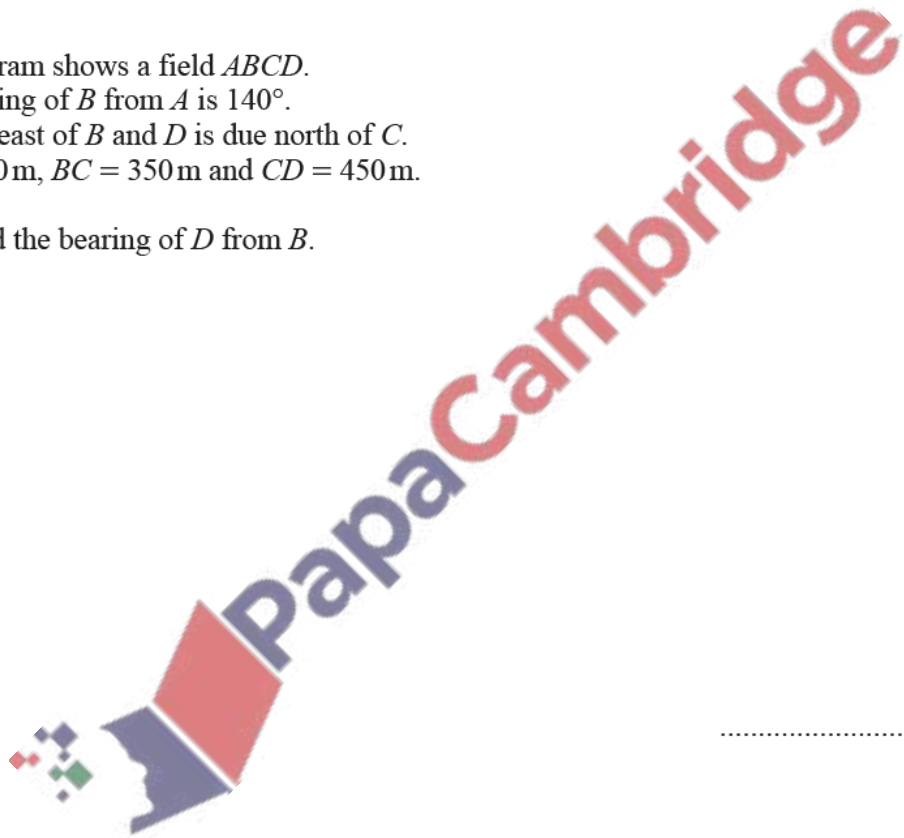 ram shows a field ABCD.
ing of B from A is 140°.
east of B and D is due north of C.
0 m, BC = 350 m and CD = 450 m.
d the bearing of D from B.
PapaCambridge
........................